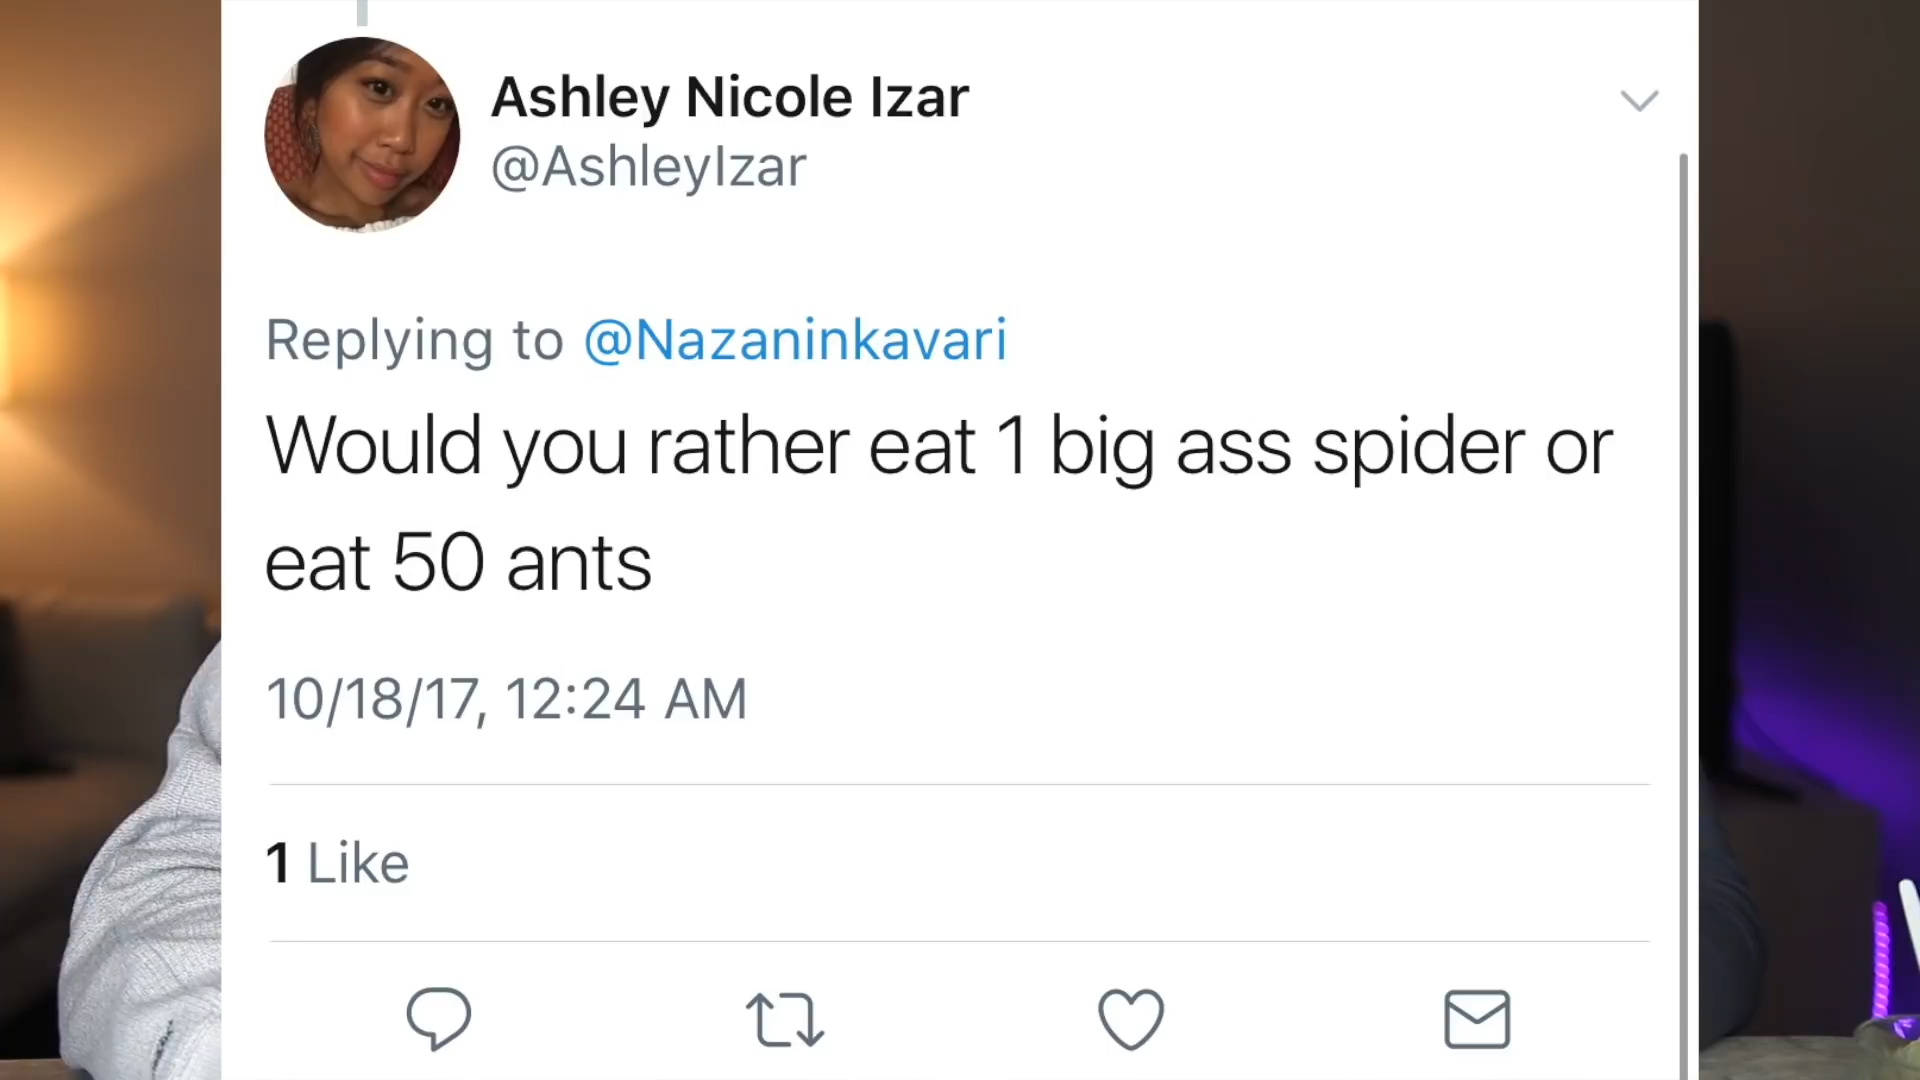 Ashley Nicole Izar
@AshleyIzar
Replying to @Nazaninkavari
Would you rather eat 1 big ass spider or
eat 50 ants
10/18/17, 12:24 AM
1 Like